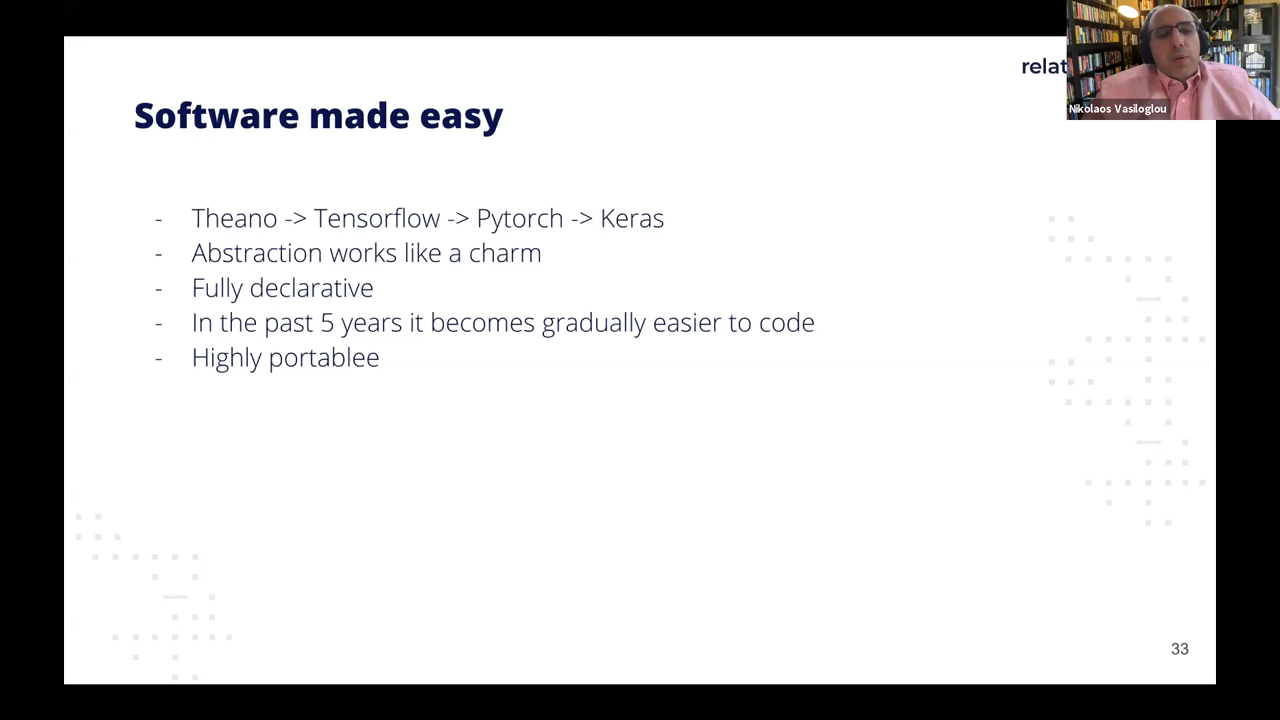 relat
Nikolaos Vasiloglou
Software made easy
- Theano -> Tensorflow -> Pytorch -> Keras
- Abstraction works like a charm
- Fully declarative
- In the past 5 years it becomes gradually easier to code
- Highly portablee
33